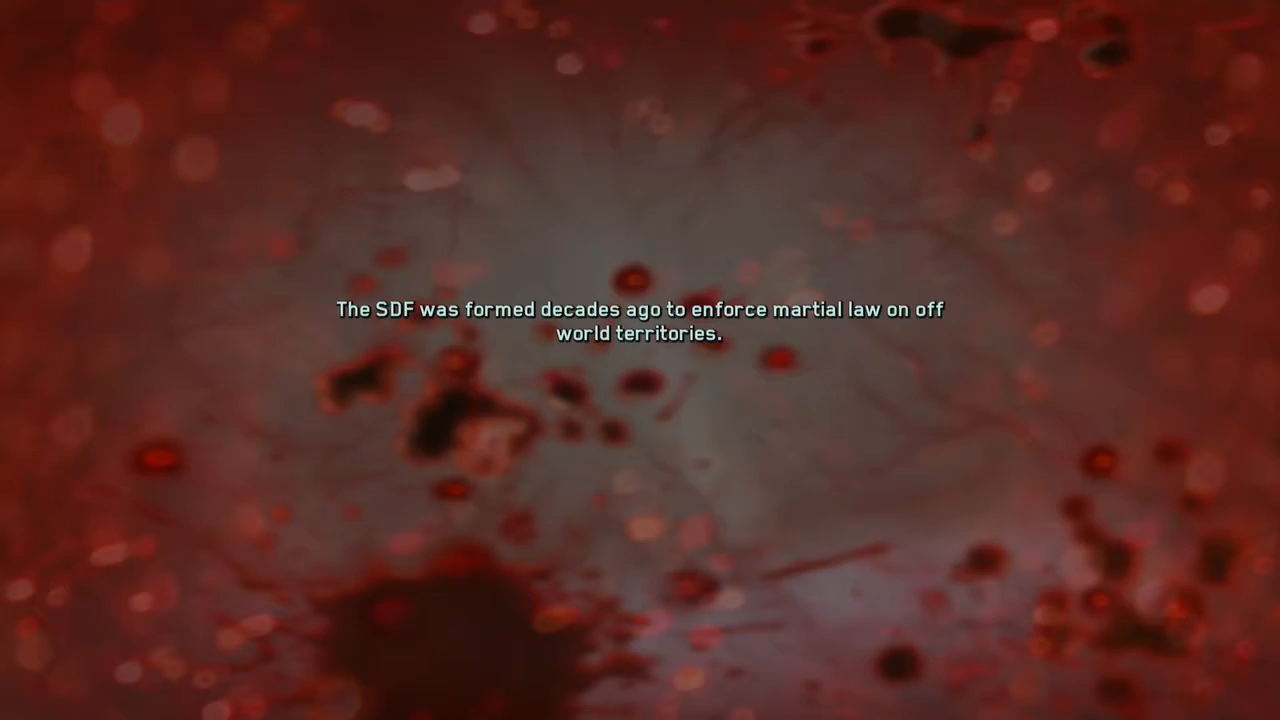 The SDF was formed decades ago to enforce martial law on off
world territories.